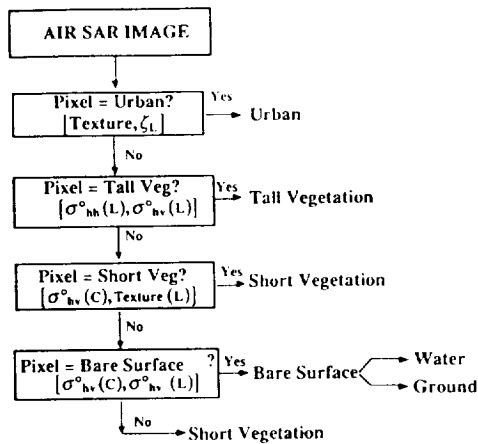 AIR SAR IMAGE
Pixel = Urban?
[Texture, ζL]
Yes
Urban
No
Pixel = Tall Veg?
[σ°hh(L), σ°hv(L)]
Yes
Tall Vegetation
No
Pixel = Short Veg?
[σ°hv(C), Texture (L)]
Yes
Short Vegetation
No
Pixel = Bare Surface ?
[σ°hv(C), σ°hv (L)]
Yes
Bare Surface
Water
Ground
No
Short Vegetation